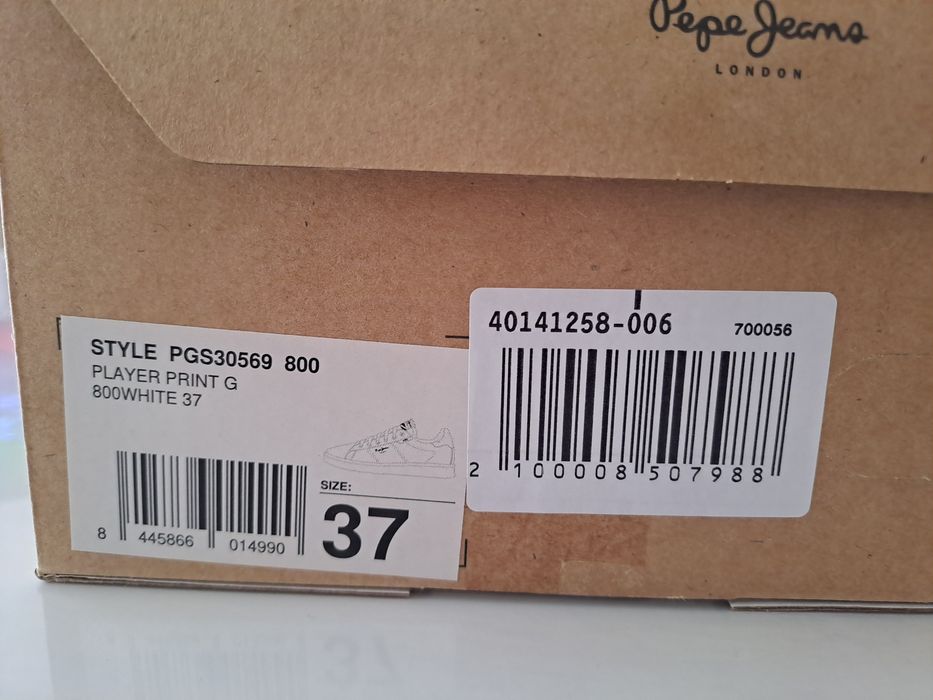 Pepe Jeans
LONDON
STYLE PGS30569 800
PLAYER PRINT G
800WHITE 37
SIZE:
37
8 445866 014990
40141258-006
700056
2 100008 507988